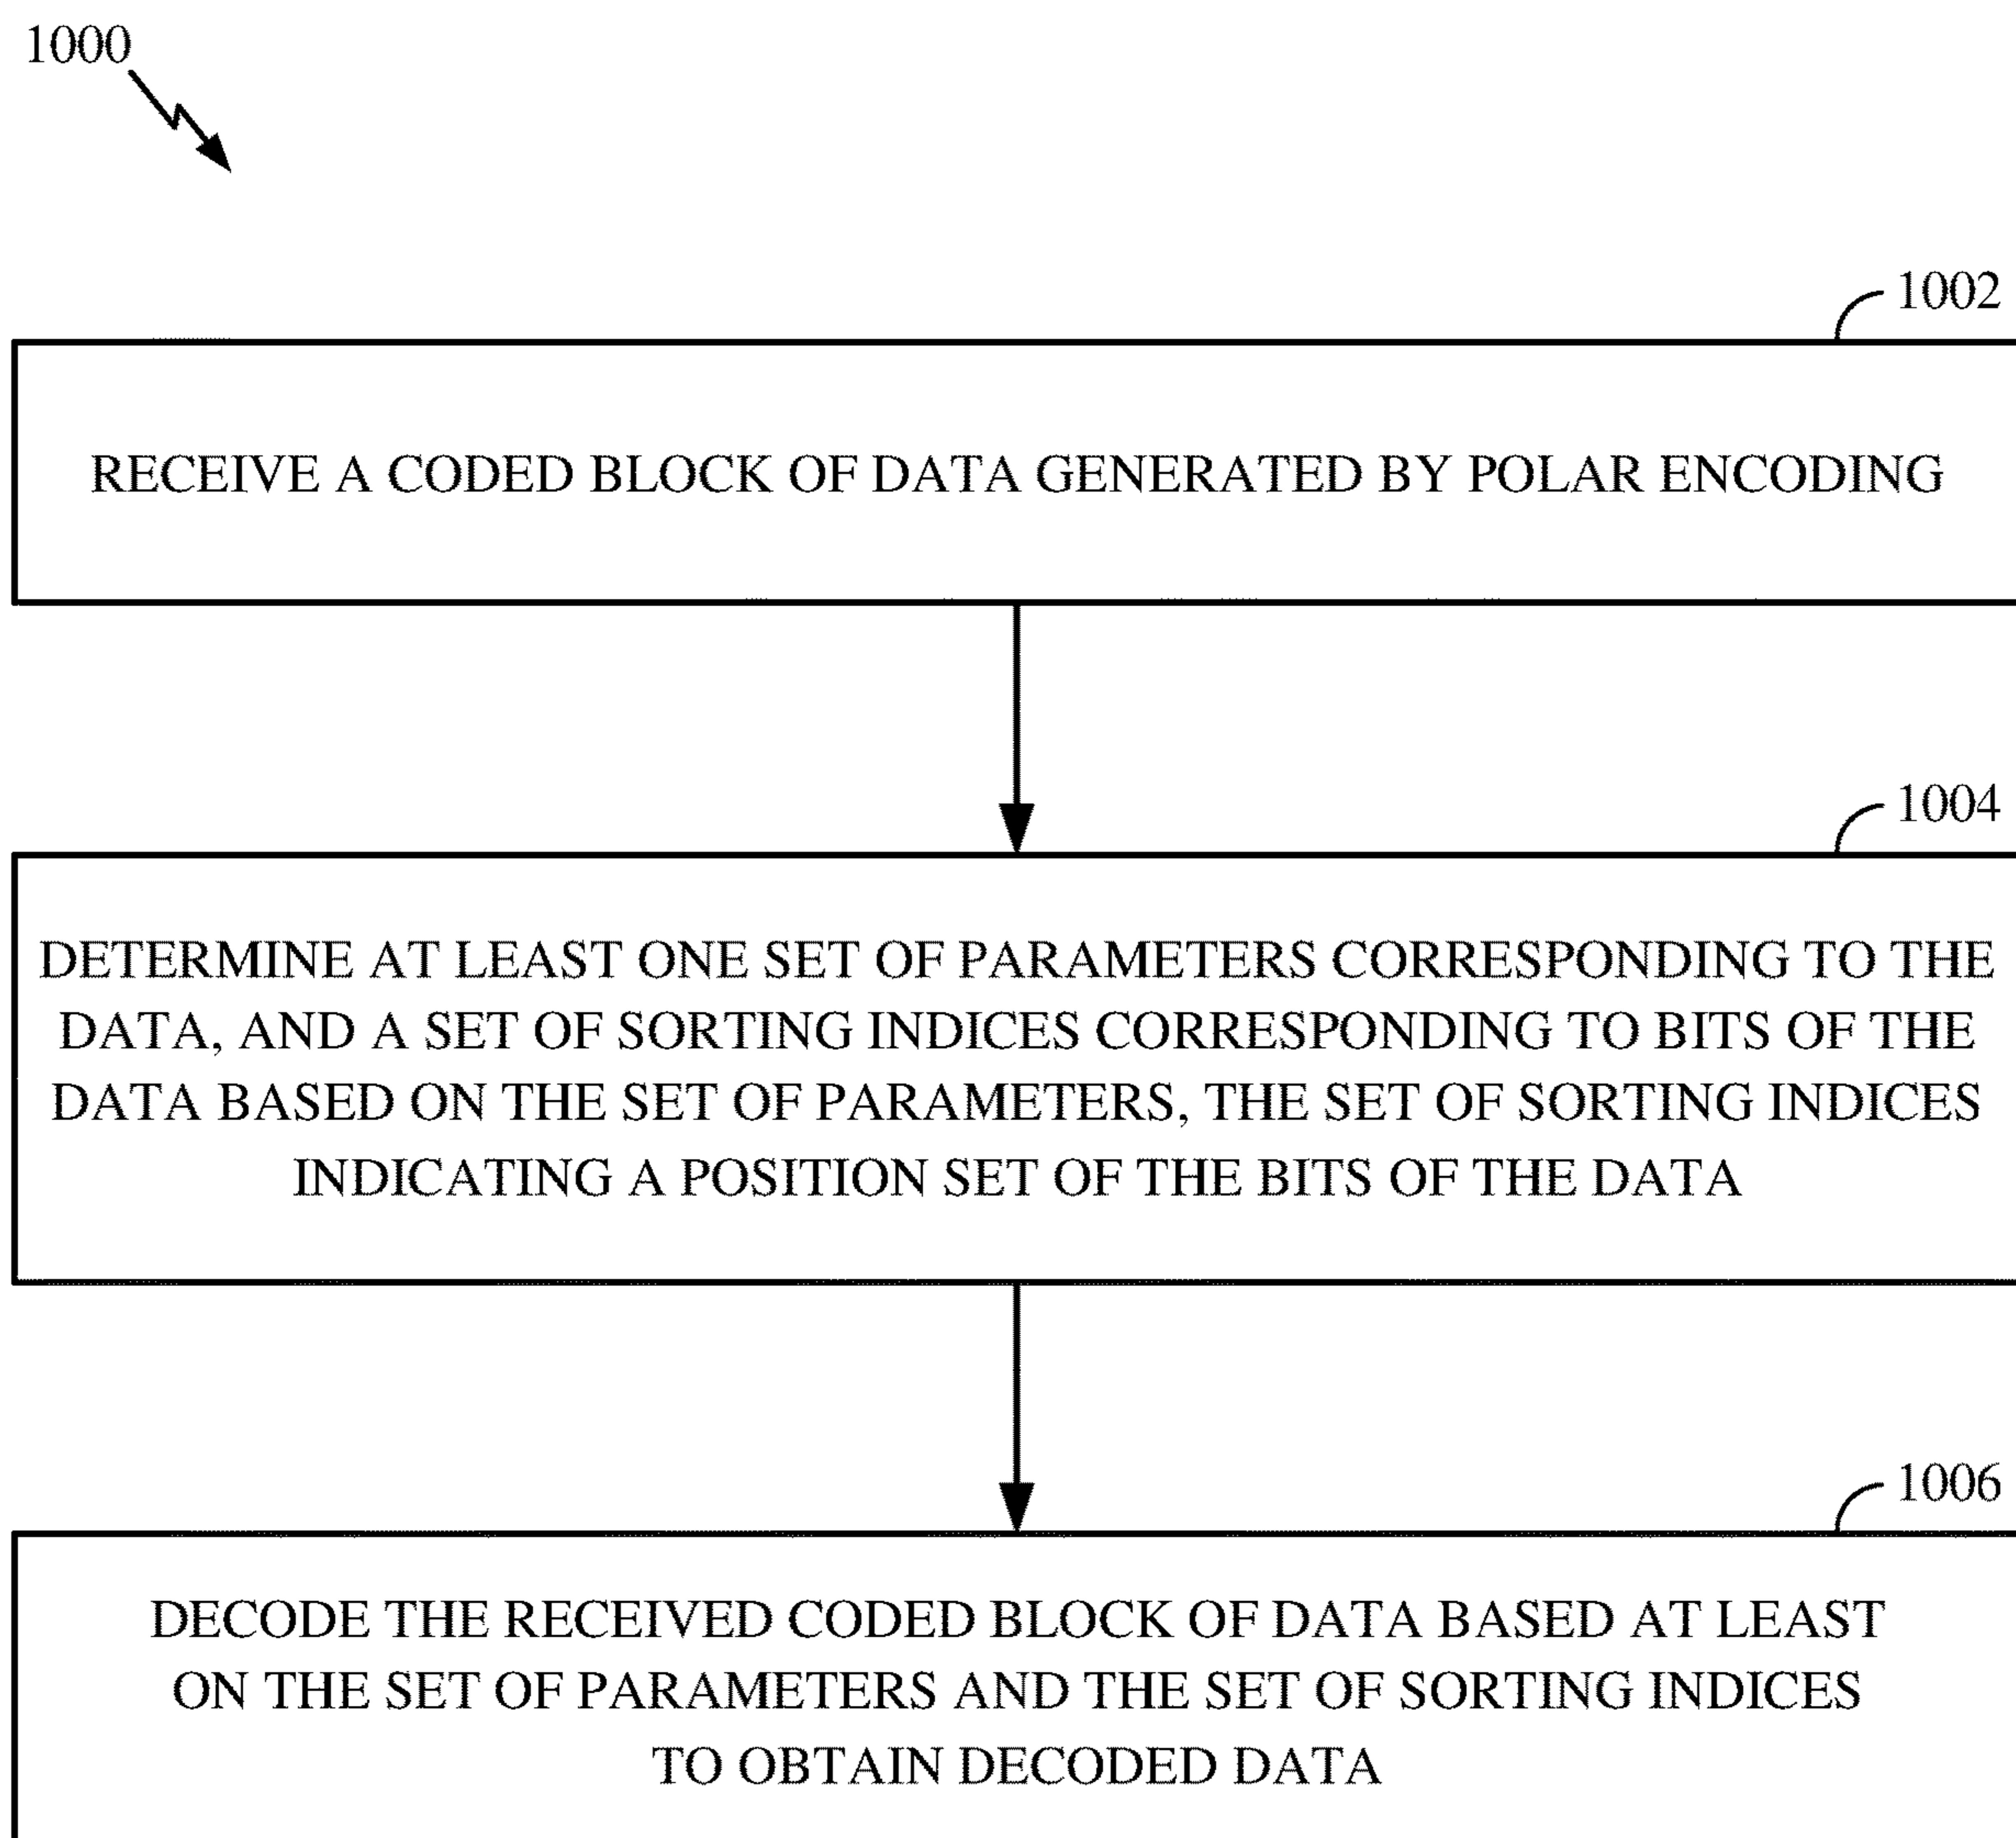 1000
1002
RECEIVE A CODED BLOCK OF DATA GENERATED BY POLAR ENCODING
1004
DETERMINE AT LEAST ONE SET OF PARAMETERS CORRESPONDING TO THE
DATA, AND A SET OF SORTING INDICES CORRESPONDING TO BITS OF THE
DATA BASED ON THE SET OF PARAMETERS, THE SET OF SORTING INDICES
INDICATING A POSITION SET OF THE BITS OF THE DATA
1006
DECODE THE RECEIVED CODED BLOCK OF DATA BASED AT LEAST
ON THE SET OF PARAMETERS AND THE SET OF SORTING INDICES
TO OBTAIN DECODED DATA